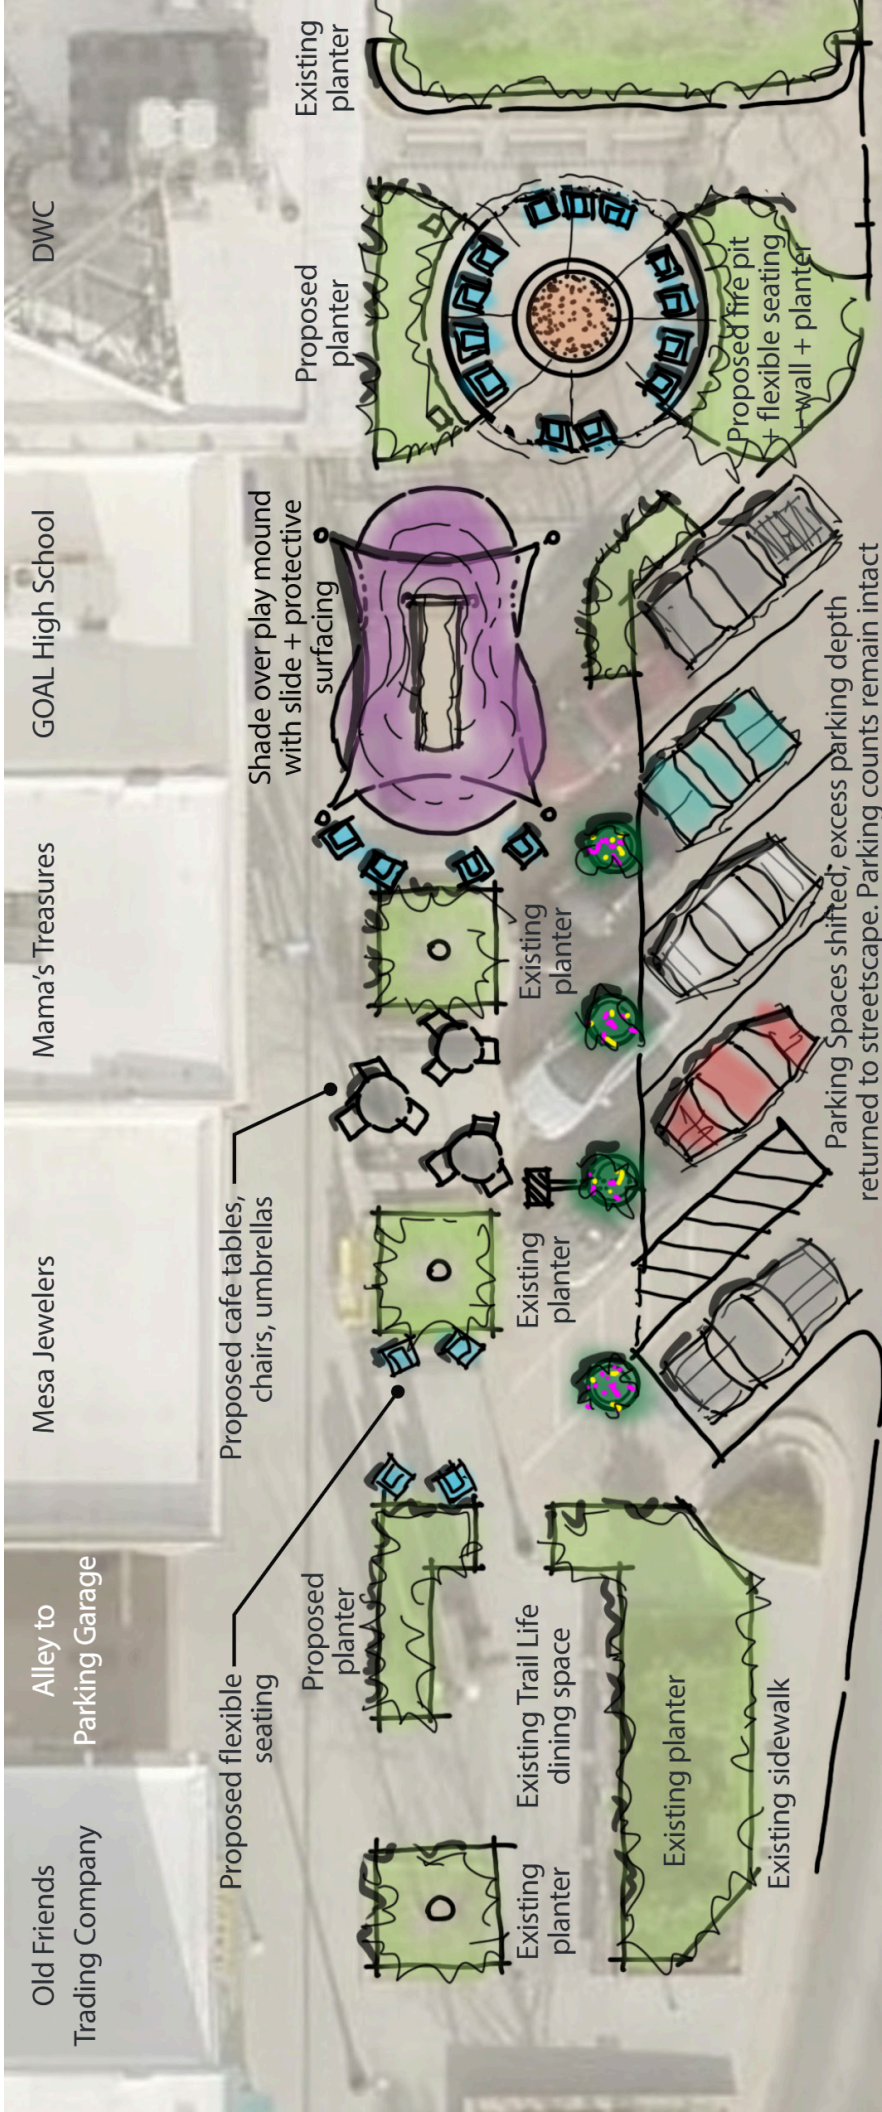 Old Friends
Trading Company
Alley to
Parking Garage
Mesa Jewelers
Mama's Treasures
GOAL High School
DWC
Proposed flexible
seating
Proposed cafe tables,
chairs, umbrellas
Shade over play mound
with slide + protective
surfacing
Proposed
planter
Proposed
planter
Existing
planter
Existing
planter
Existing Trail Life
dining space
Existing
planter
Existing
planter
Existing planter
Existing sidewalk
Proposed fire pit
+ flexible seating
+ wall + planter
Parking Spaces shifted, excess parking depth
returned to streetscape. Parking counts remain intact